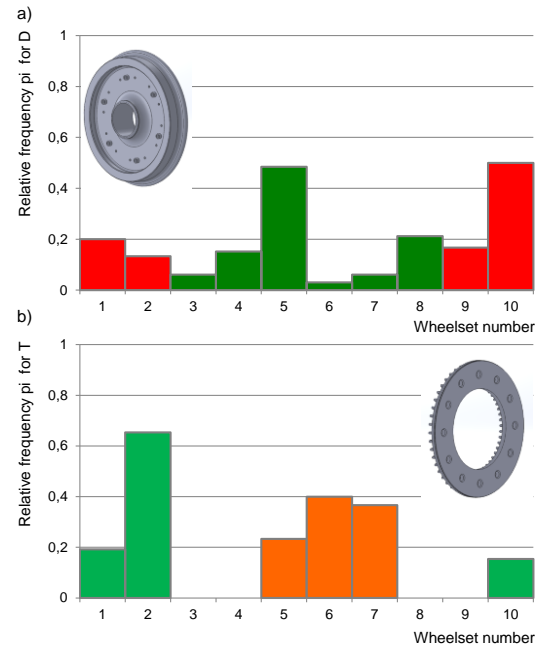 a)
Relative frequency pi for D
1
0,8
0,6
0,4
0,2
0
1 2 3 4 5 6 7 8 9 10
Wheelset number
b)
Relative frequency pi for T
1
0,8
0,6
0,4
0,2
0
1 2 3 4 5 6 7 8 9 10
Wheelset number